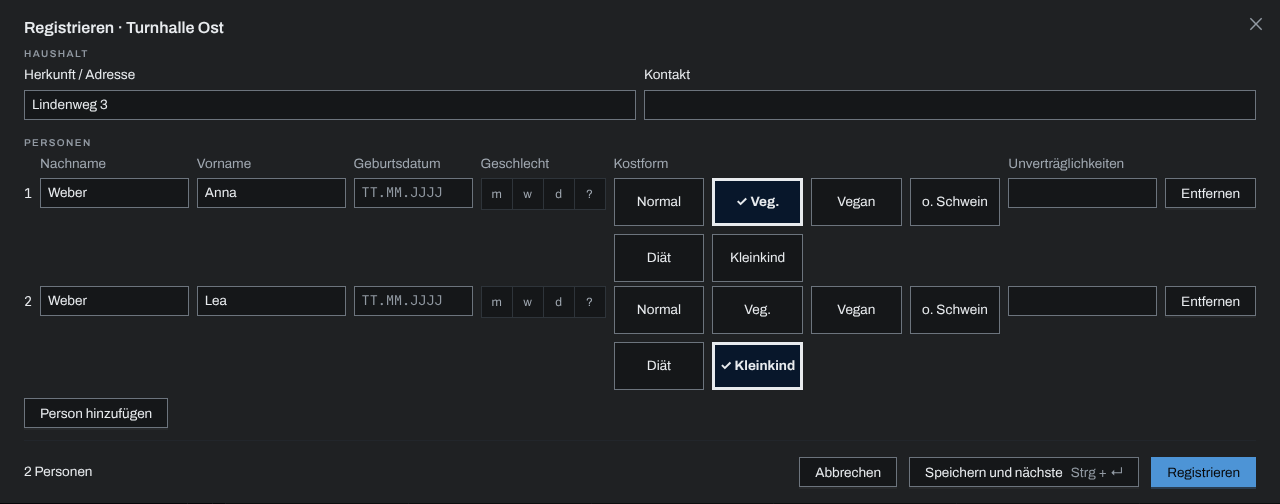 Registrieren · Turnhalle Ost
HAUSHALT
Herkunft / Adresse Kontakt
Lindenweg 3
PERSONEN
Nachname Vorname Geburtsdatum Geschlecht Kostform Unverträglichkeiten
1 Weber Anna TT.MM.JJJJ m w d ? Normal ✓ Veg. Vegan o. Schwein Entfernen
Diät Kleinkind
2 Weber Lea TT.MM.JJJJ m w d ? Normal Veg. Vegan o. Schwein Entfernen
Diät ✓ Kleinkind
Person hinzufügen
2 Personen Abbrechen Speichern und nächste Strg + ↵ Registrieren